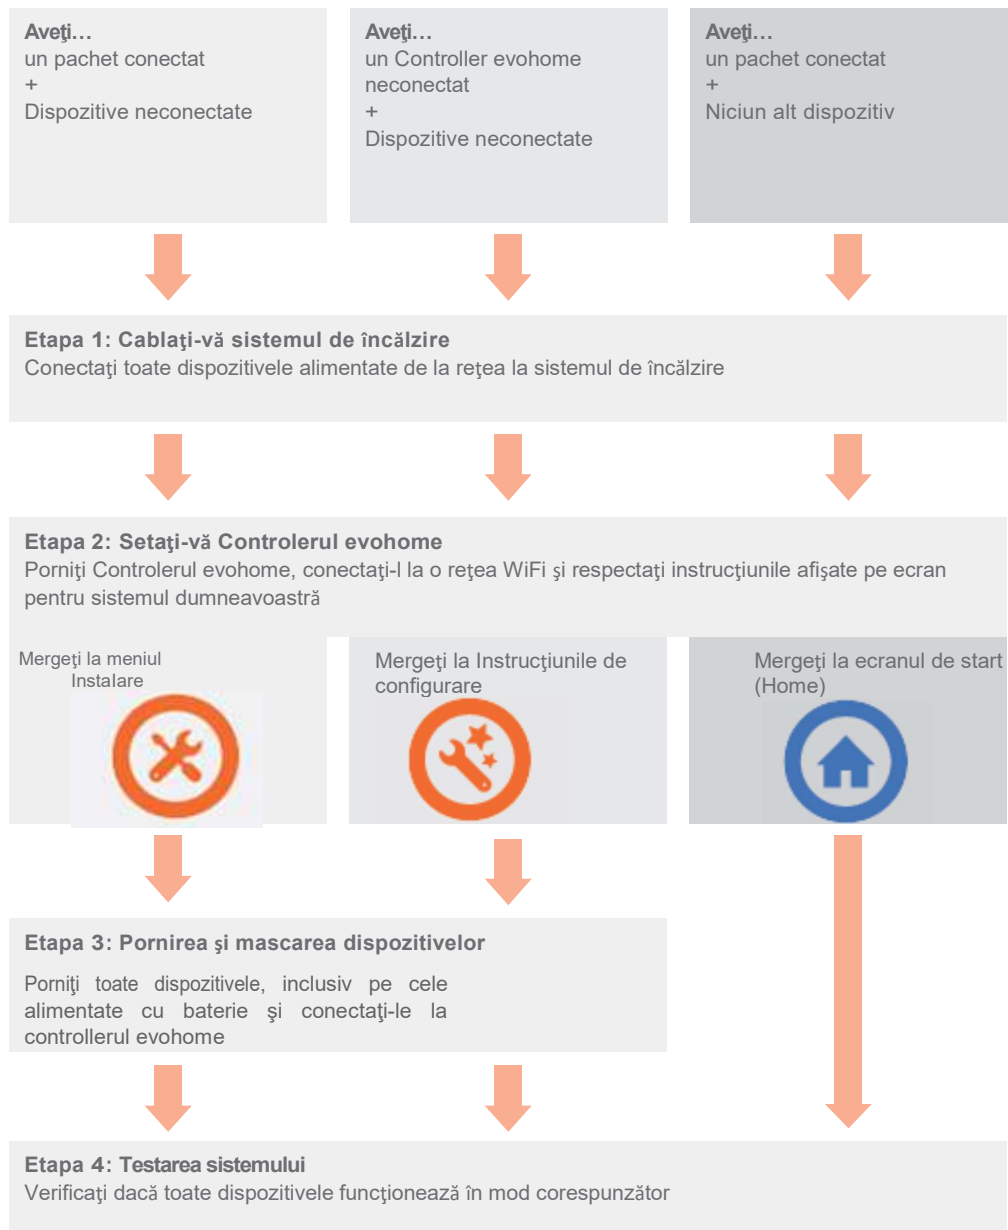 Aveţi…
un pachet conectat
+
Dispozitive neconectate
Aveţi…
un Controller evohome
neconectat
+
Dispozitive neconectate
Aveţi…
un pachet conectat
+
Niciun alt dispozitiv
Etapa 1: Cablaţi-vă sistemul de încălzire
Conectaţi toate dispozitivele alimentate de la reţea la sistemul de încălzire
Etapa 2: Setaţi-vă Controlerul evohome
Porniţi Controlerul evohome, conectaţi-l la o reţea WiFi şi respectaţi instrucţiunile afişate pe ecran
pentru sistemul dumneavoastră
Mergeţi la meniul
Instalare
Mergeţi la Instrucţiunile de
configurare
Mergeţi la ecranul de start
(Home)
Etapa 3: Pornirea şi mascarea dispozitivelor
Porniţi toate dispozitivele, inclusiv pe cele
alimentate cu baterie şi conectaţi-le la
controllerul evohome
Etapa 4: Testarea sistemului
Verificaţi dacă toate dispozitivele funcţionează în mod corespunzător